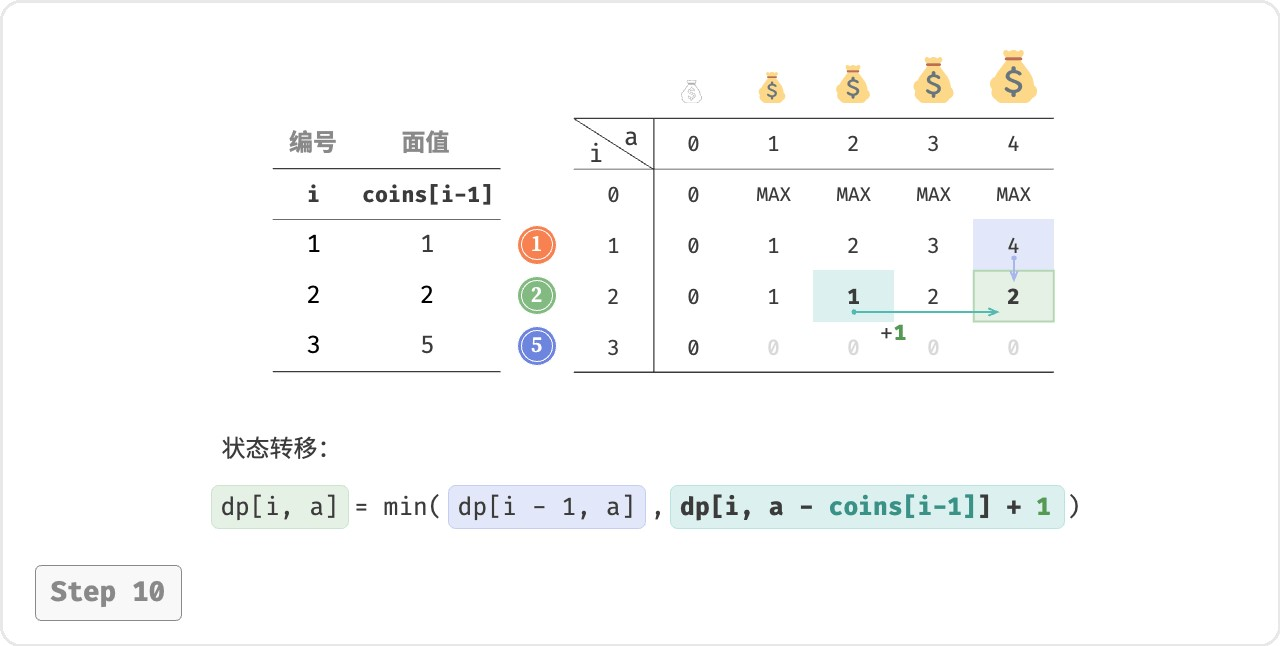 编号 面值
i coins[i-1]
1 1
2 2
3 5
1
2
5
$ $ $ $ $
i a 0 1 2 3 4
0 0 MAX MAX MAX MAX
1 0 1 2 3 4
2 0 1 1 2 2
+1
3 0 0 0 0 0
状态转移：
dp[i, a] = min( dp[i - 1, a] , dp[i, a - coins[i-1]] + 1 )
Step 10